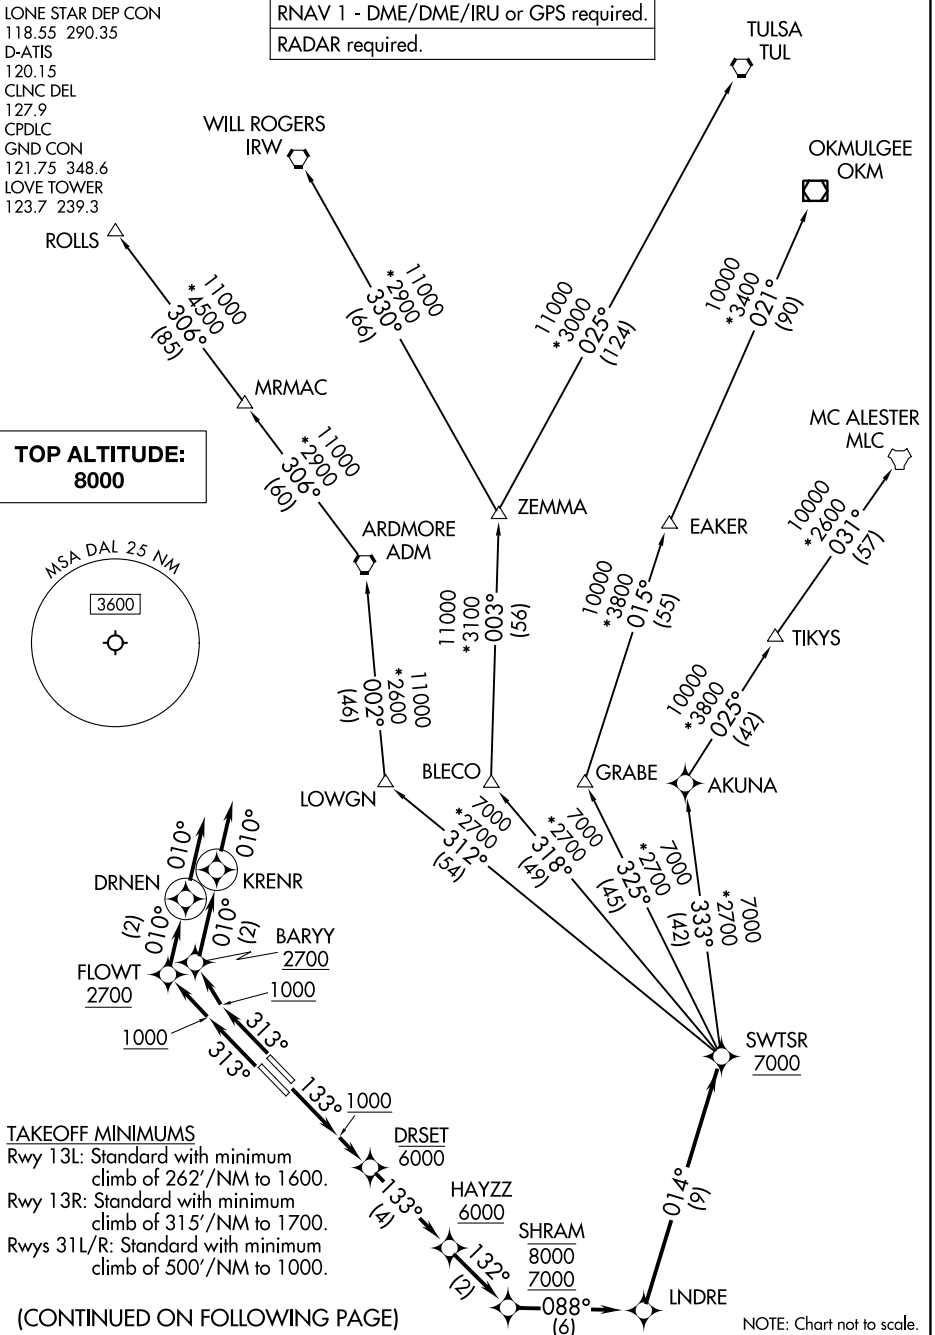 LONE STAR DEP CON
118.55 290.35
D-ATIS
120.15
CLNC DEL
127.9
CPDLC
GND CON
121.75 348.6
LOVE TOWER
123.7 239.3
RNAV 1 - DME/DME/IRU or GPS required.
RADAR required.
TULSA
TUL
WILL ROGERS
IRW
OKMULGEE
OKM
ROLLS
11000
*4500
306°
(85)
11000
*2900
330°
(66)
11000
*3000
025°
(124)
10000
*3400
021°
(90)
MRMAC
MC ALESTER
MLC
TOP ALTITUDE:
8000
11000
*2900
306°
(60)
ARDMORE
ADM
ZEMMA
EAKER
10000
*2600
031°
(57)
MSA DAL 25 NM
3600
11000
*3100
003°
(56)
10000
*3800
015°
(55)
TIKYS
11000
*2600
002°
(46)
10000
*3800
025°
(42)
LOWGN
BLECO
GRABE
AKUNA
7000
*2700
312°
(54)
7000
*2700
318°
(49)
7000
*2700
325°
(45)
7000
*2700
7000
333°
(42)
010°
010°
DRNEN
KRENR
(2)
010°
010°
(2)
BARYY
2700
FLOWT
2700
1000
1000
313°
313°
SWTSR
7000
133°
1000
DRSET
6000
133°
(4)
HAYZZ
6000
132°
(2)
SHRAM
8000
7000
088°
(6)
LNDRE
014°
(9)
TAKEOFF MINIMUMS
Rwy 13L: Standard with minimum
climb of 262'/NM to 1600.
Rwy 13R: Standard with minimum
climb of 315'/NM to 1700.
Rwys 31L/R: Standard with minimum
climb of 500'/NM to 1000.
(CONTINUED ON FOLLOWING PAGE)
NOTE: Chart not to scale.